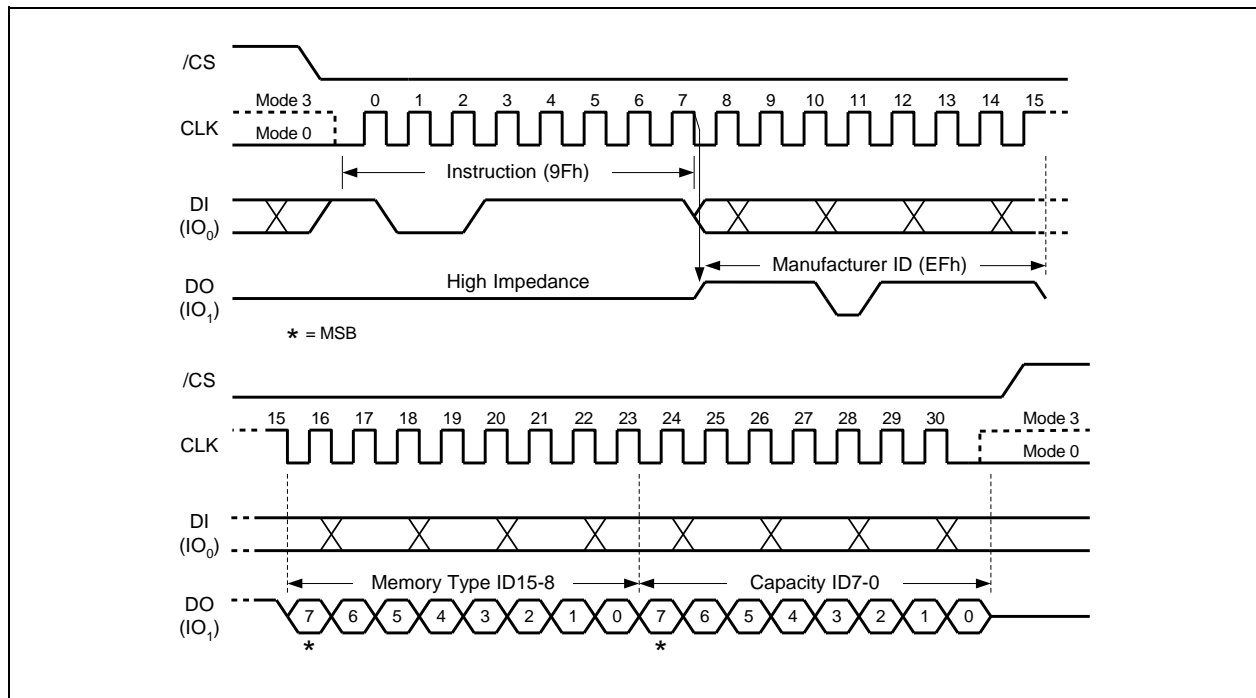 /CS
Mode 3 0 1 2 3 4 5 6 7 8 9 10 11 12 13 14 15
CLK
Mode 0
Instruction (9Fh)
DI
(IO0)
Manufacturer ID (EFh)
High Impedance
DO
(IO1)
* = MSB
/CS
15 16 17 18 19 20 21 22 23 24 25 26 27 28 29 30 Mode 3
CLK
Mode 0
DI
(IO0)
Memory Type ID15-8 Capacity ID7-0
DO
(IO1)
7 6 5 4 3 2 1 0 7 6 5 4 3 2 1 0
* *